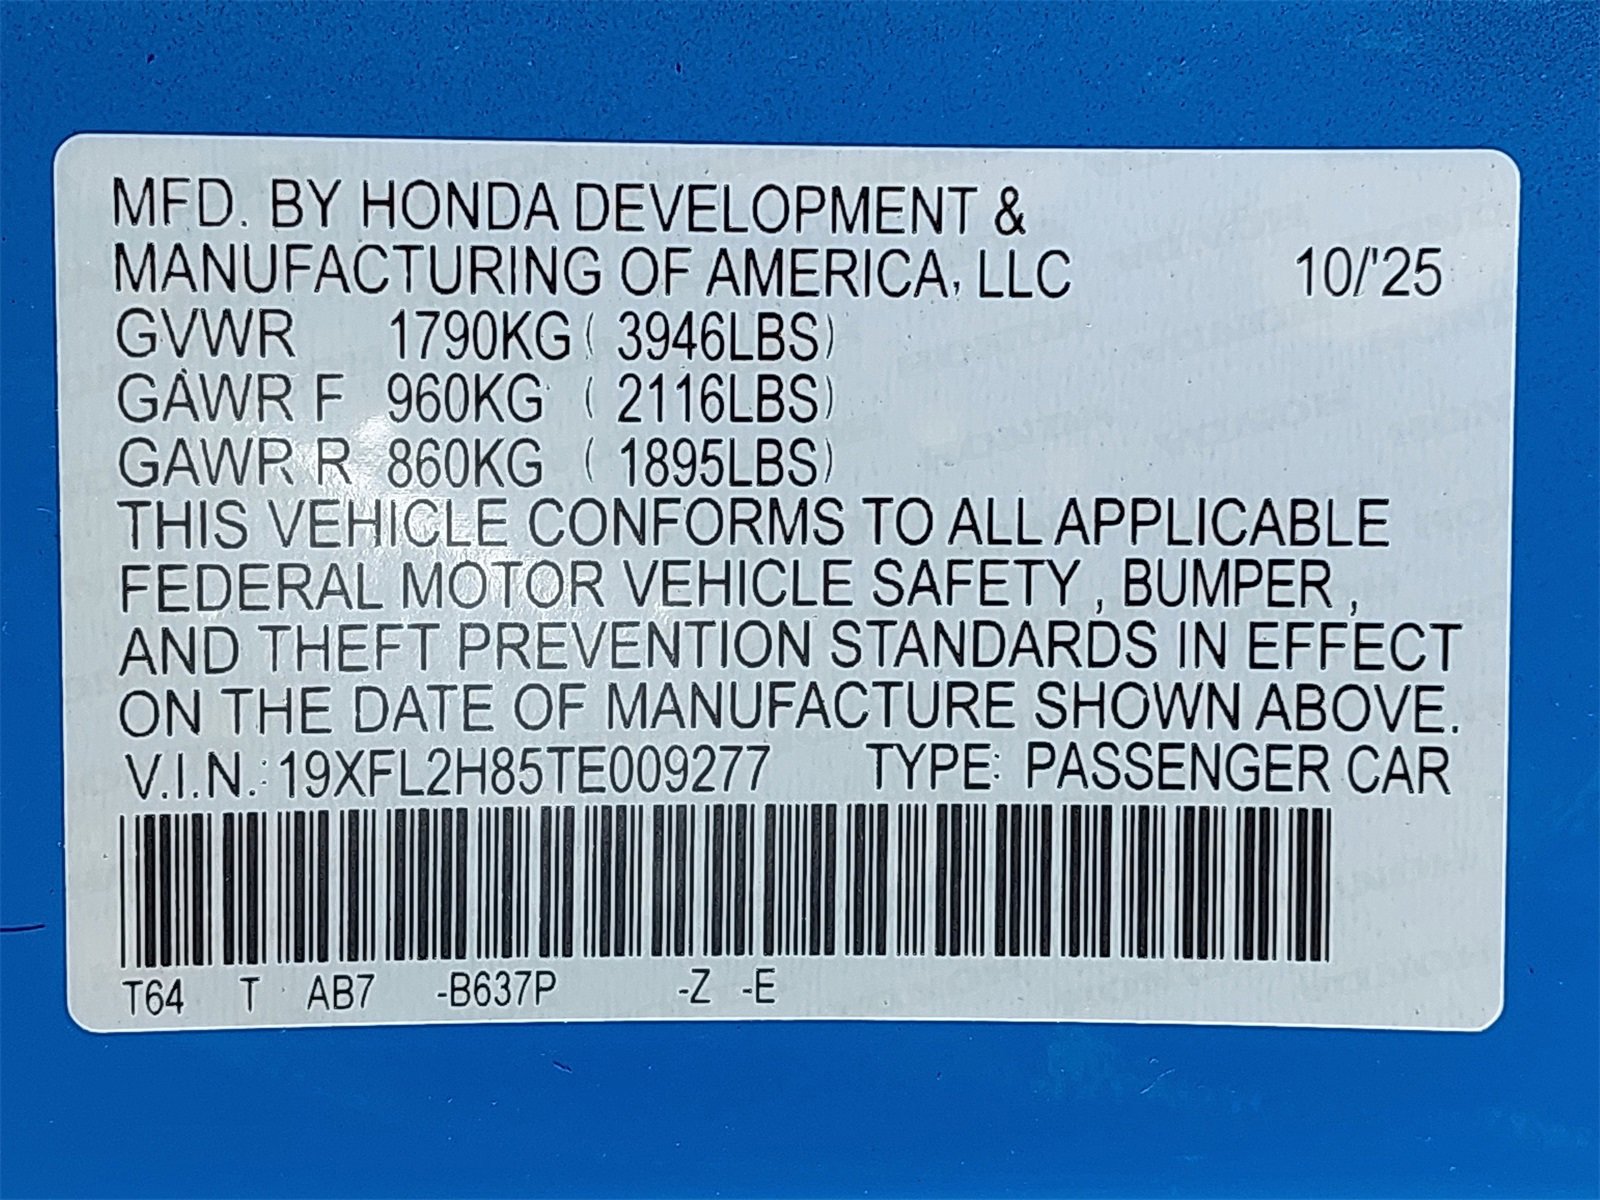 MFD. BY HONDA DEVELOPMENT &
MANUFACTURING OF AMERICA, LLC 10/'25
GVWR 1790KG ( 3946LBS)
GAWR F 960KG ( 2116LBS)
GAWR R 860KG ( 1895LBS)
THIS VEHICLE CONFORMS TO ALL APPLICABLE
FEDERAL MOTOR VEHICLE SAFETY , BUMPER ,
AND THEFT PREVENTION STANDARDS IN EFFECT
ON THE DATE OF MANUFACTURE SHOWN ABOVE.
V.I.N.: 19XFL2H85TE009277 TYPE: PASSENGER CAR
T64 T AB7 -B637P -Z -E